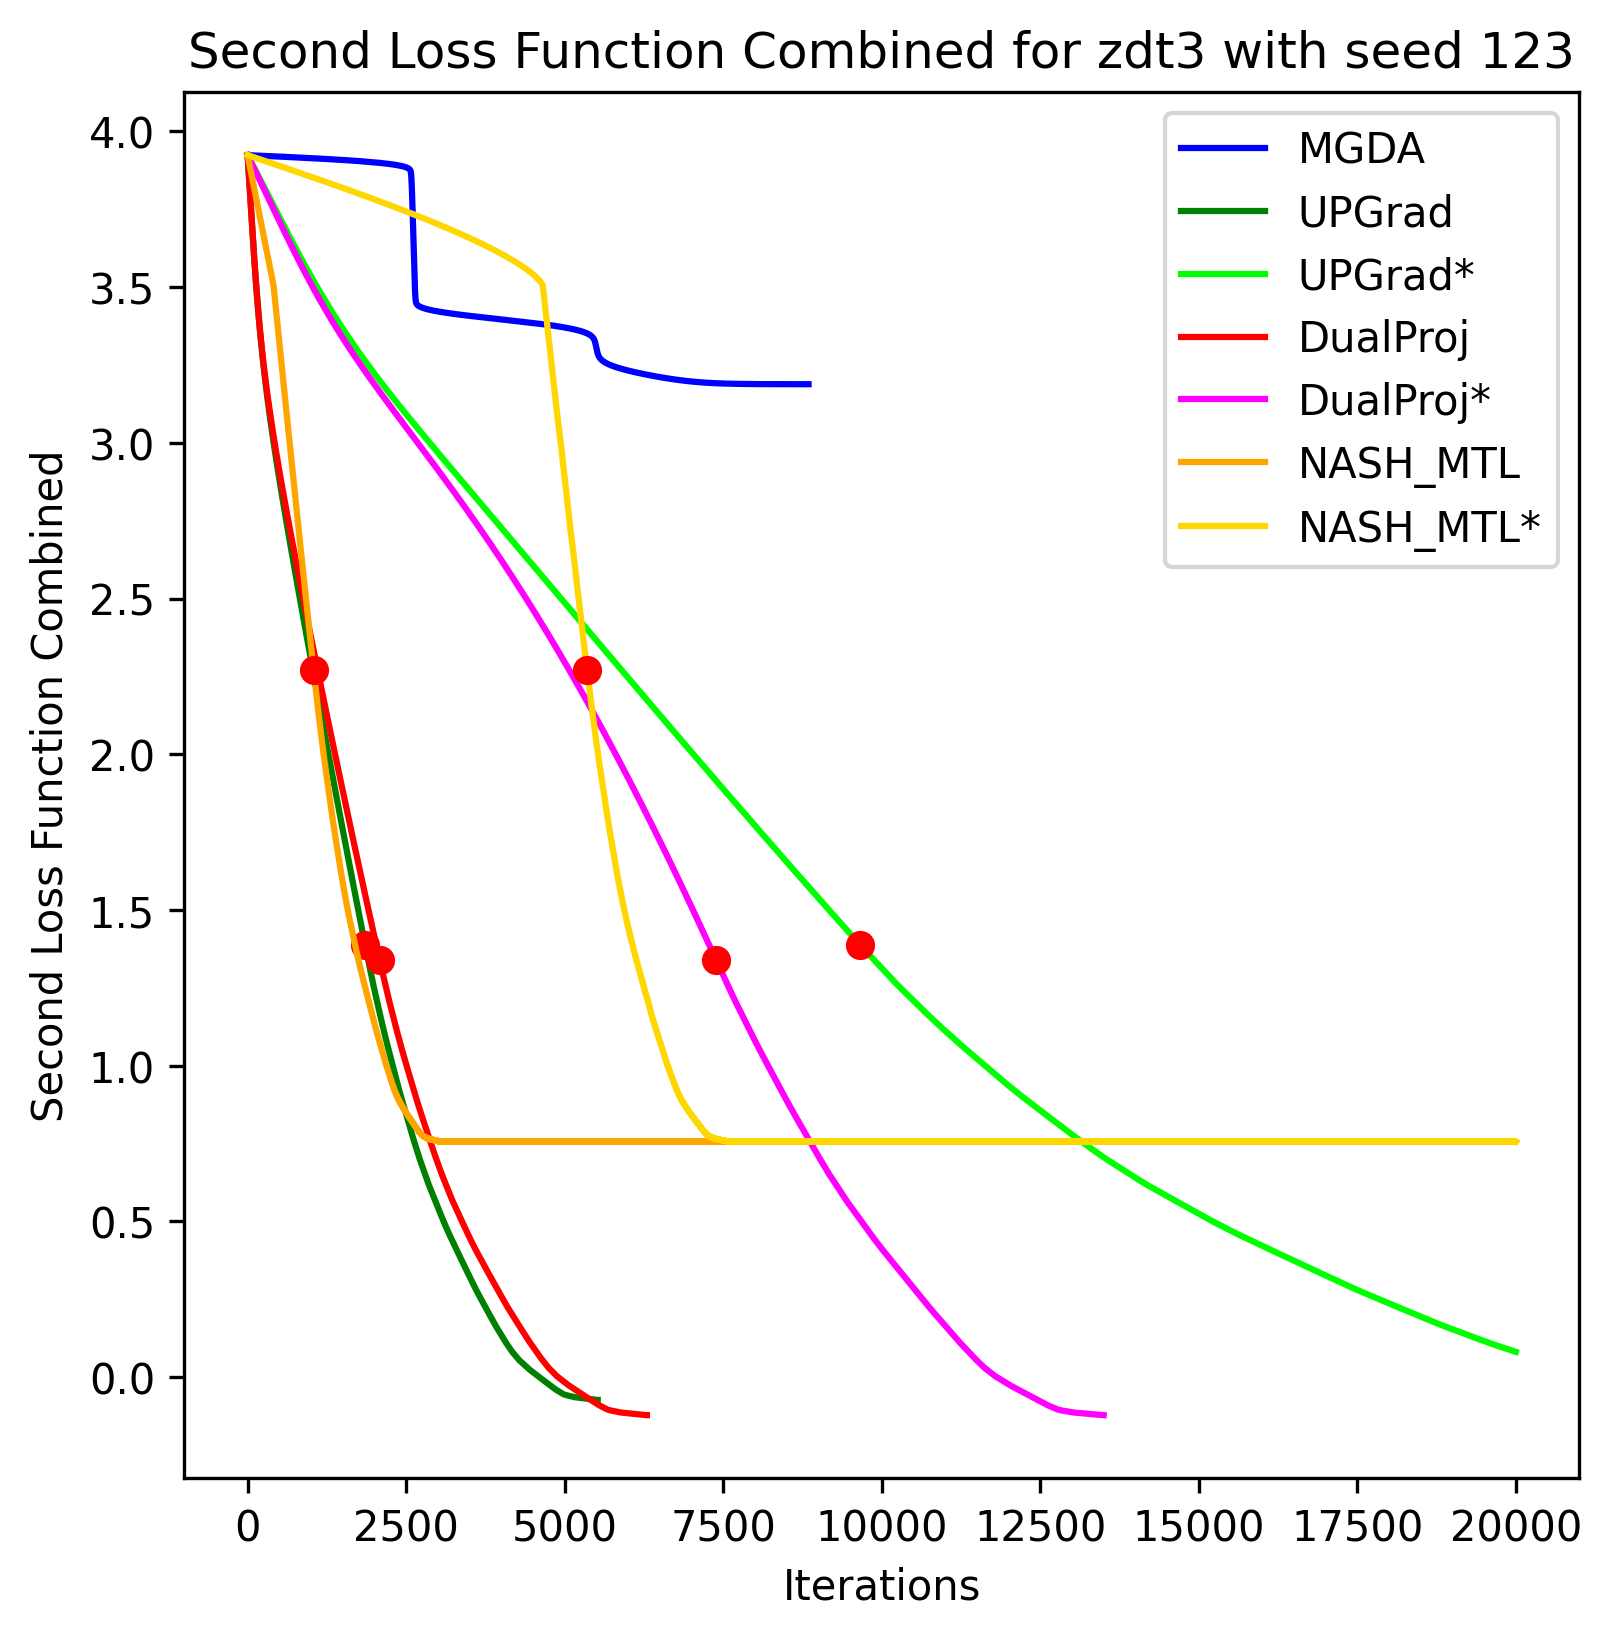 Second Loss Function Combined for zdt3 with seed 123
4.0
3.5
3.0
2.5
2.0
1.5
1.0
0.5
0.0
Second Loss Function Combined
MGDA
UPGrad
UPGrad*
DualProj
DualProj*
NASH_MTL
NASH_MTL*
0 2500 5000 7500 10000 12500 15000 17500 20000
Iterations